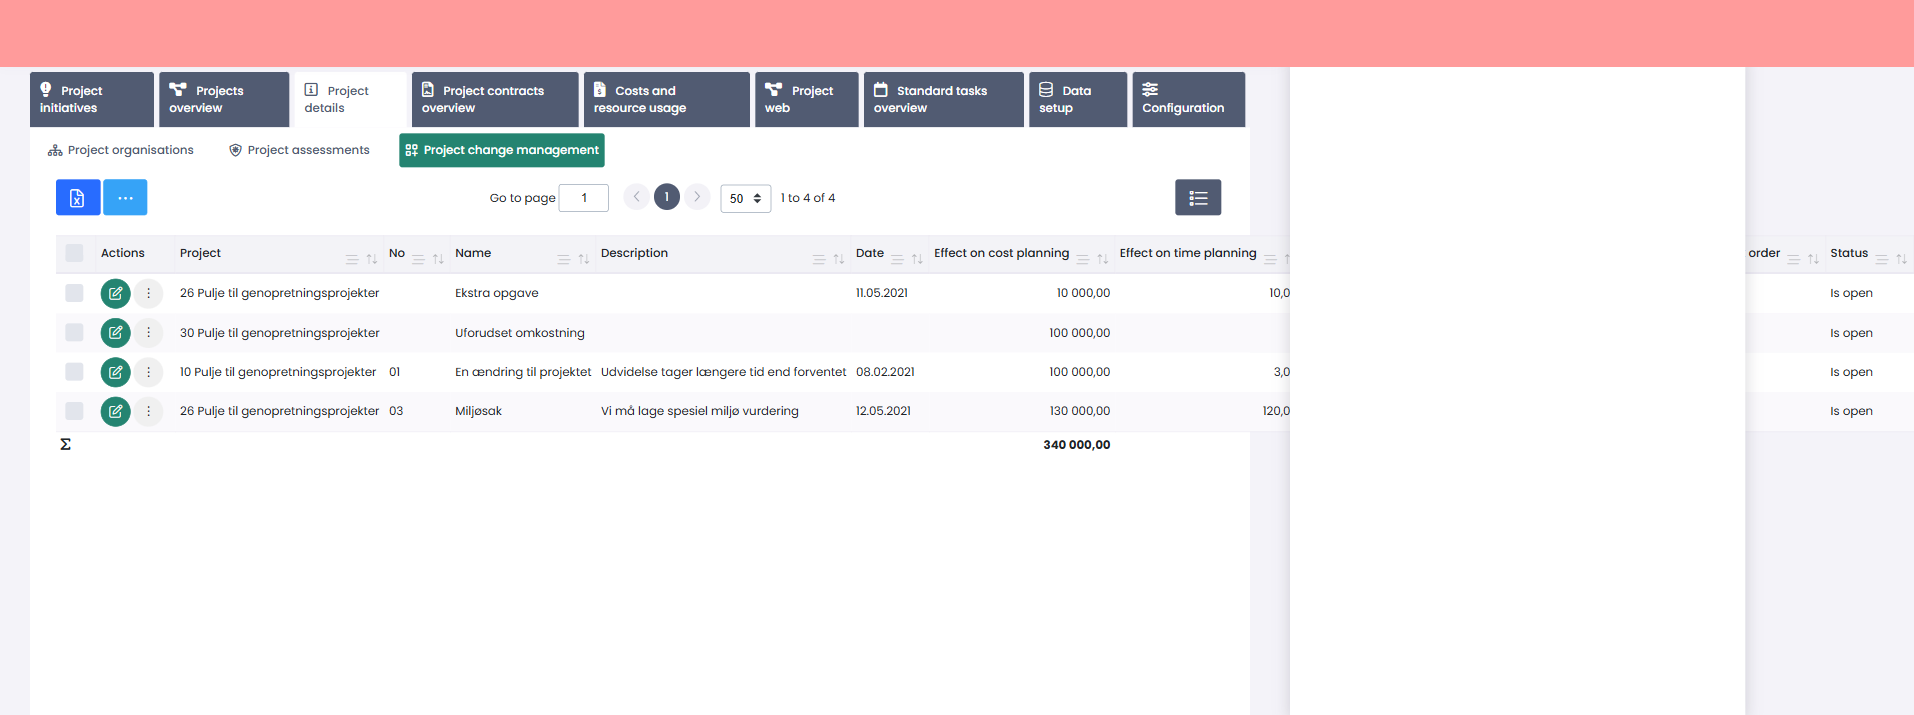 Project initiatives
Projects overview
Project details
Project contracts overview
Costs and resource usage
Project web
Standard tasks overview
Data setup
Configuration
Project organisations Project assessments Project change management
Go to page 1 1 50 1 to 4 of 4
Actions Project No Name Description Date Effect on cost planning Effect on time planning order Status
26 Pulje til genopretningsprojekter Ekstra opgave 11.05.2021 10 000,00 10,0 Is open
30 Pulje til genopretningsprojekter Uforudset omkostning 100 000,00 Is open
10 Pulje til genopretningsprojekter 01 En ændring til projektet Udvidelse tager længere tid end forventet 08.02.2021 100 000,00 3,0 Is open
26 Pulje til genopretningsprojekter 03 Miljøsak Vi må lage spesiel miljø vurdering 12.05.2021 130 000,00 120,0 Is open
Σ 340 000,00